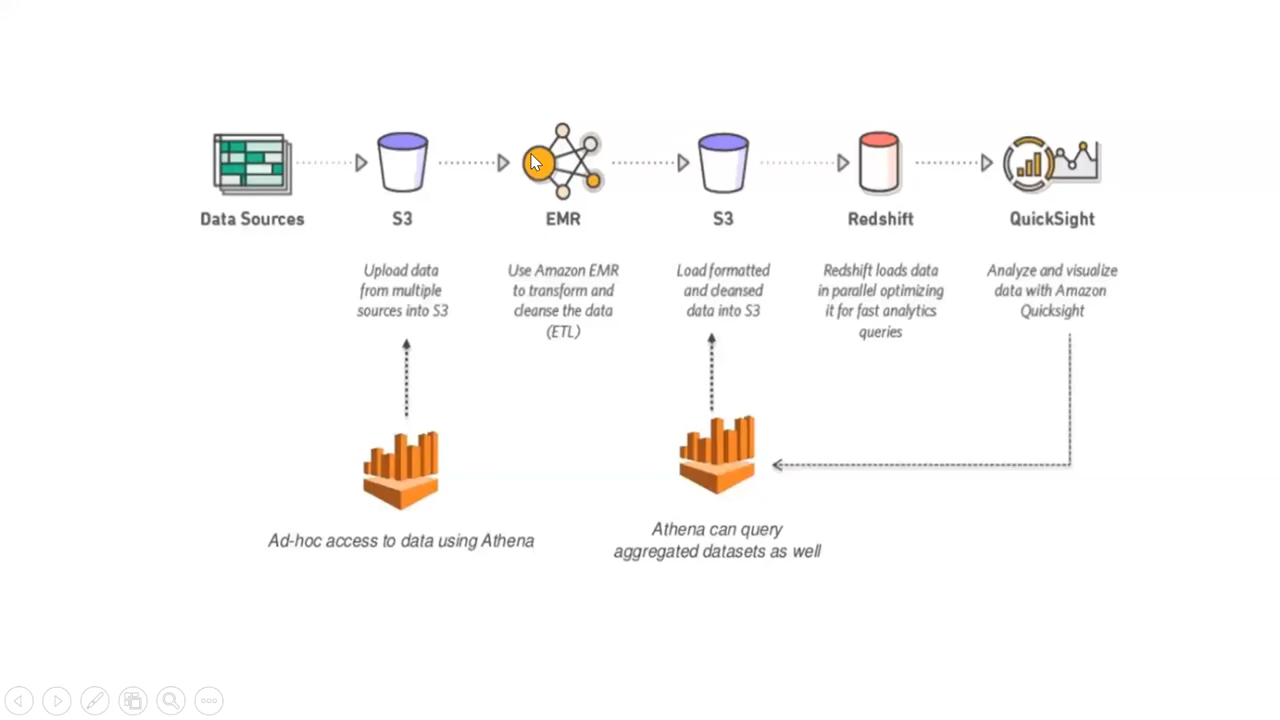 Data Sources
S3
EMR
S3
Redshift
QuickSight
Upload data
from multiple
sources into S3
Use Amazon EMR
to transform and
cleanse the data
(ETL)
Load formatted
and cleansed
data into S3
Redshift loads data
in parallel optimizing
it for fast analytics
queries
Analyze and visualize
data with Amazon
Quicksight
Ad-hoc access to data using Athena
Athena can query
aggregated datasets as well